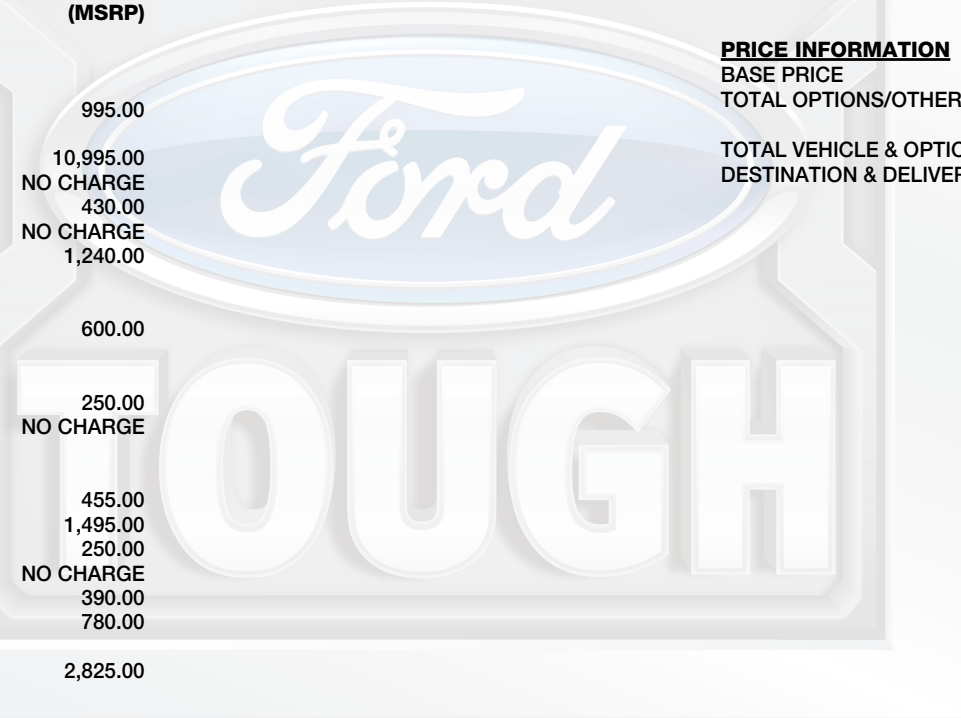 (MSRP)
995.00
10,995.00
NO CHARGE
430.00
NO CHARGE
1,240.00
600.00
250.00
NO CHARGE
455.00
1,495.00
250.00
NO CHARGE
390.00
780.00
2,825.00
PRICE INFORMATION
BASE PRICE
TOTAL OPTIONS/OTHER
TOTAL VEHICLE & OPTIO
DESTINATION & DELIVER
Ford
TOUGH